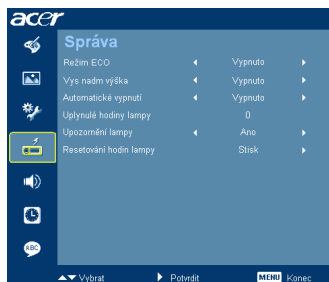 acer
Správa
Režim ECO Vypnuto
Vys nadm výška Vypnuto
Automatické vypnutí Vypnuto
Uplynulé hodiny lampy 0
Upozornění lampy Ano
Resetování hodin lampy Stisk
ABC
Vybrat Potvrdit MENU Konec